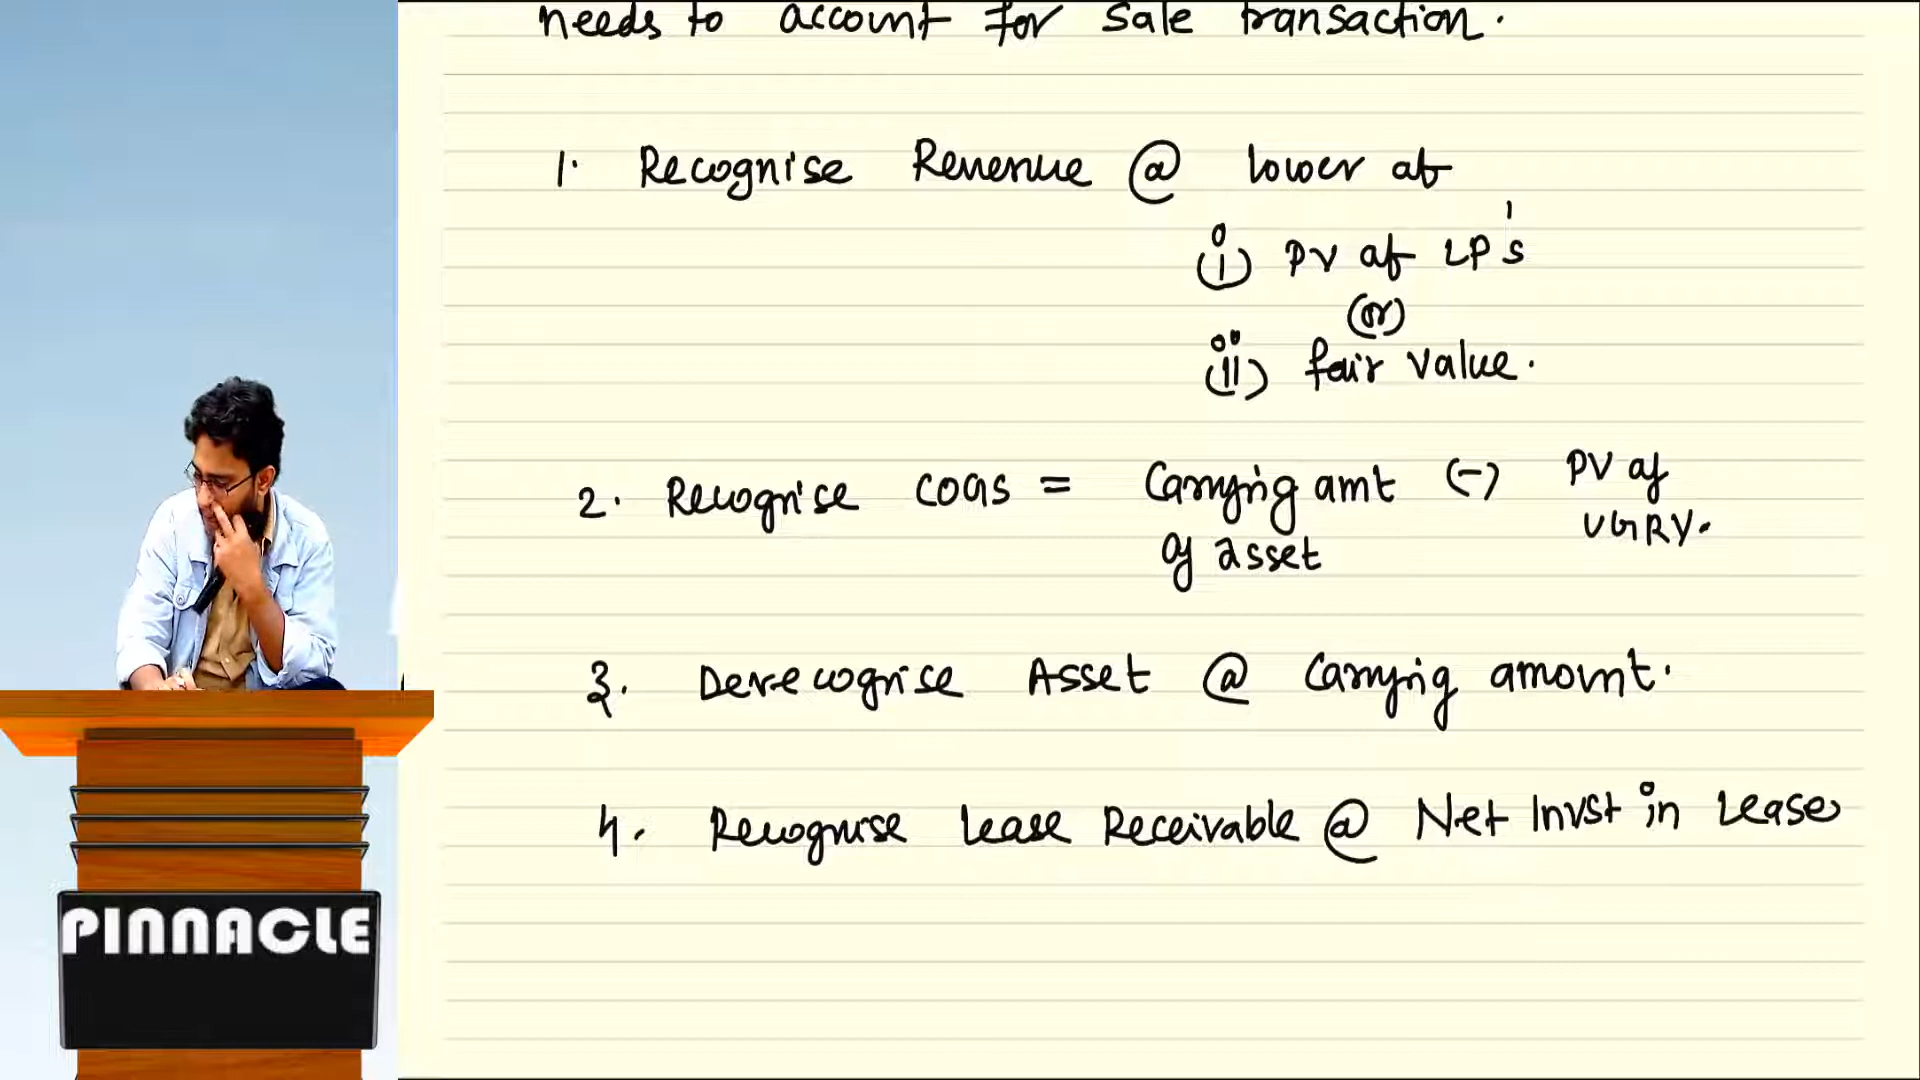 needs to account for sale transaction.
1. Recognise Revenue @ lower of
(i) PV of LP's
(or)
(ii) fair value.
2. Recognise COGS = Carrying amt (-) PV of
of asset UGRV.
3. Derecognise Asset @ Carrying amount.
4. Recognise Lease Receivable @ Net Invst in Lease
PINNACLE